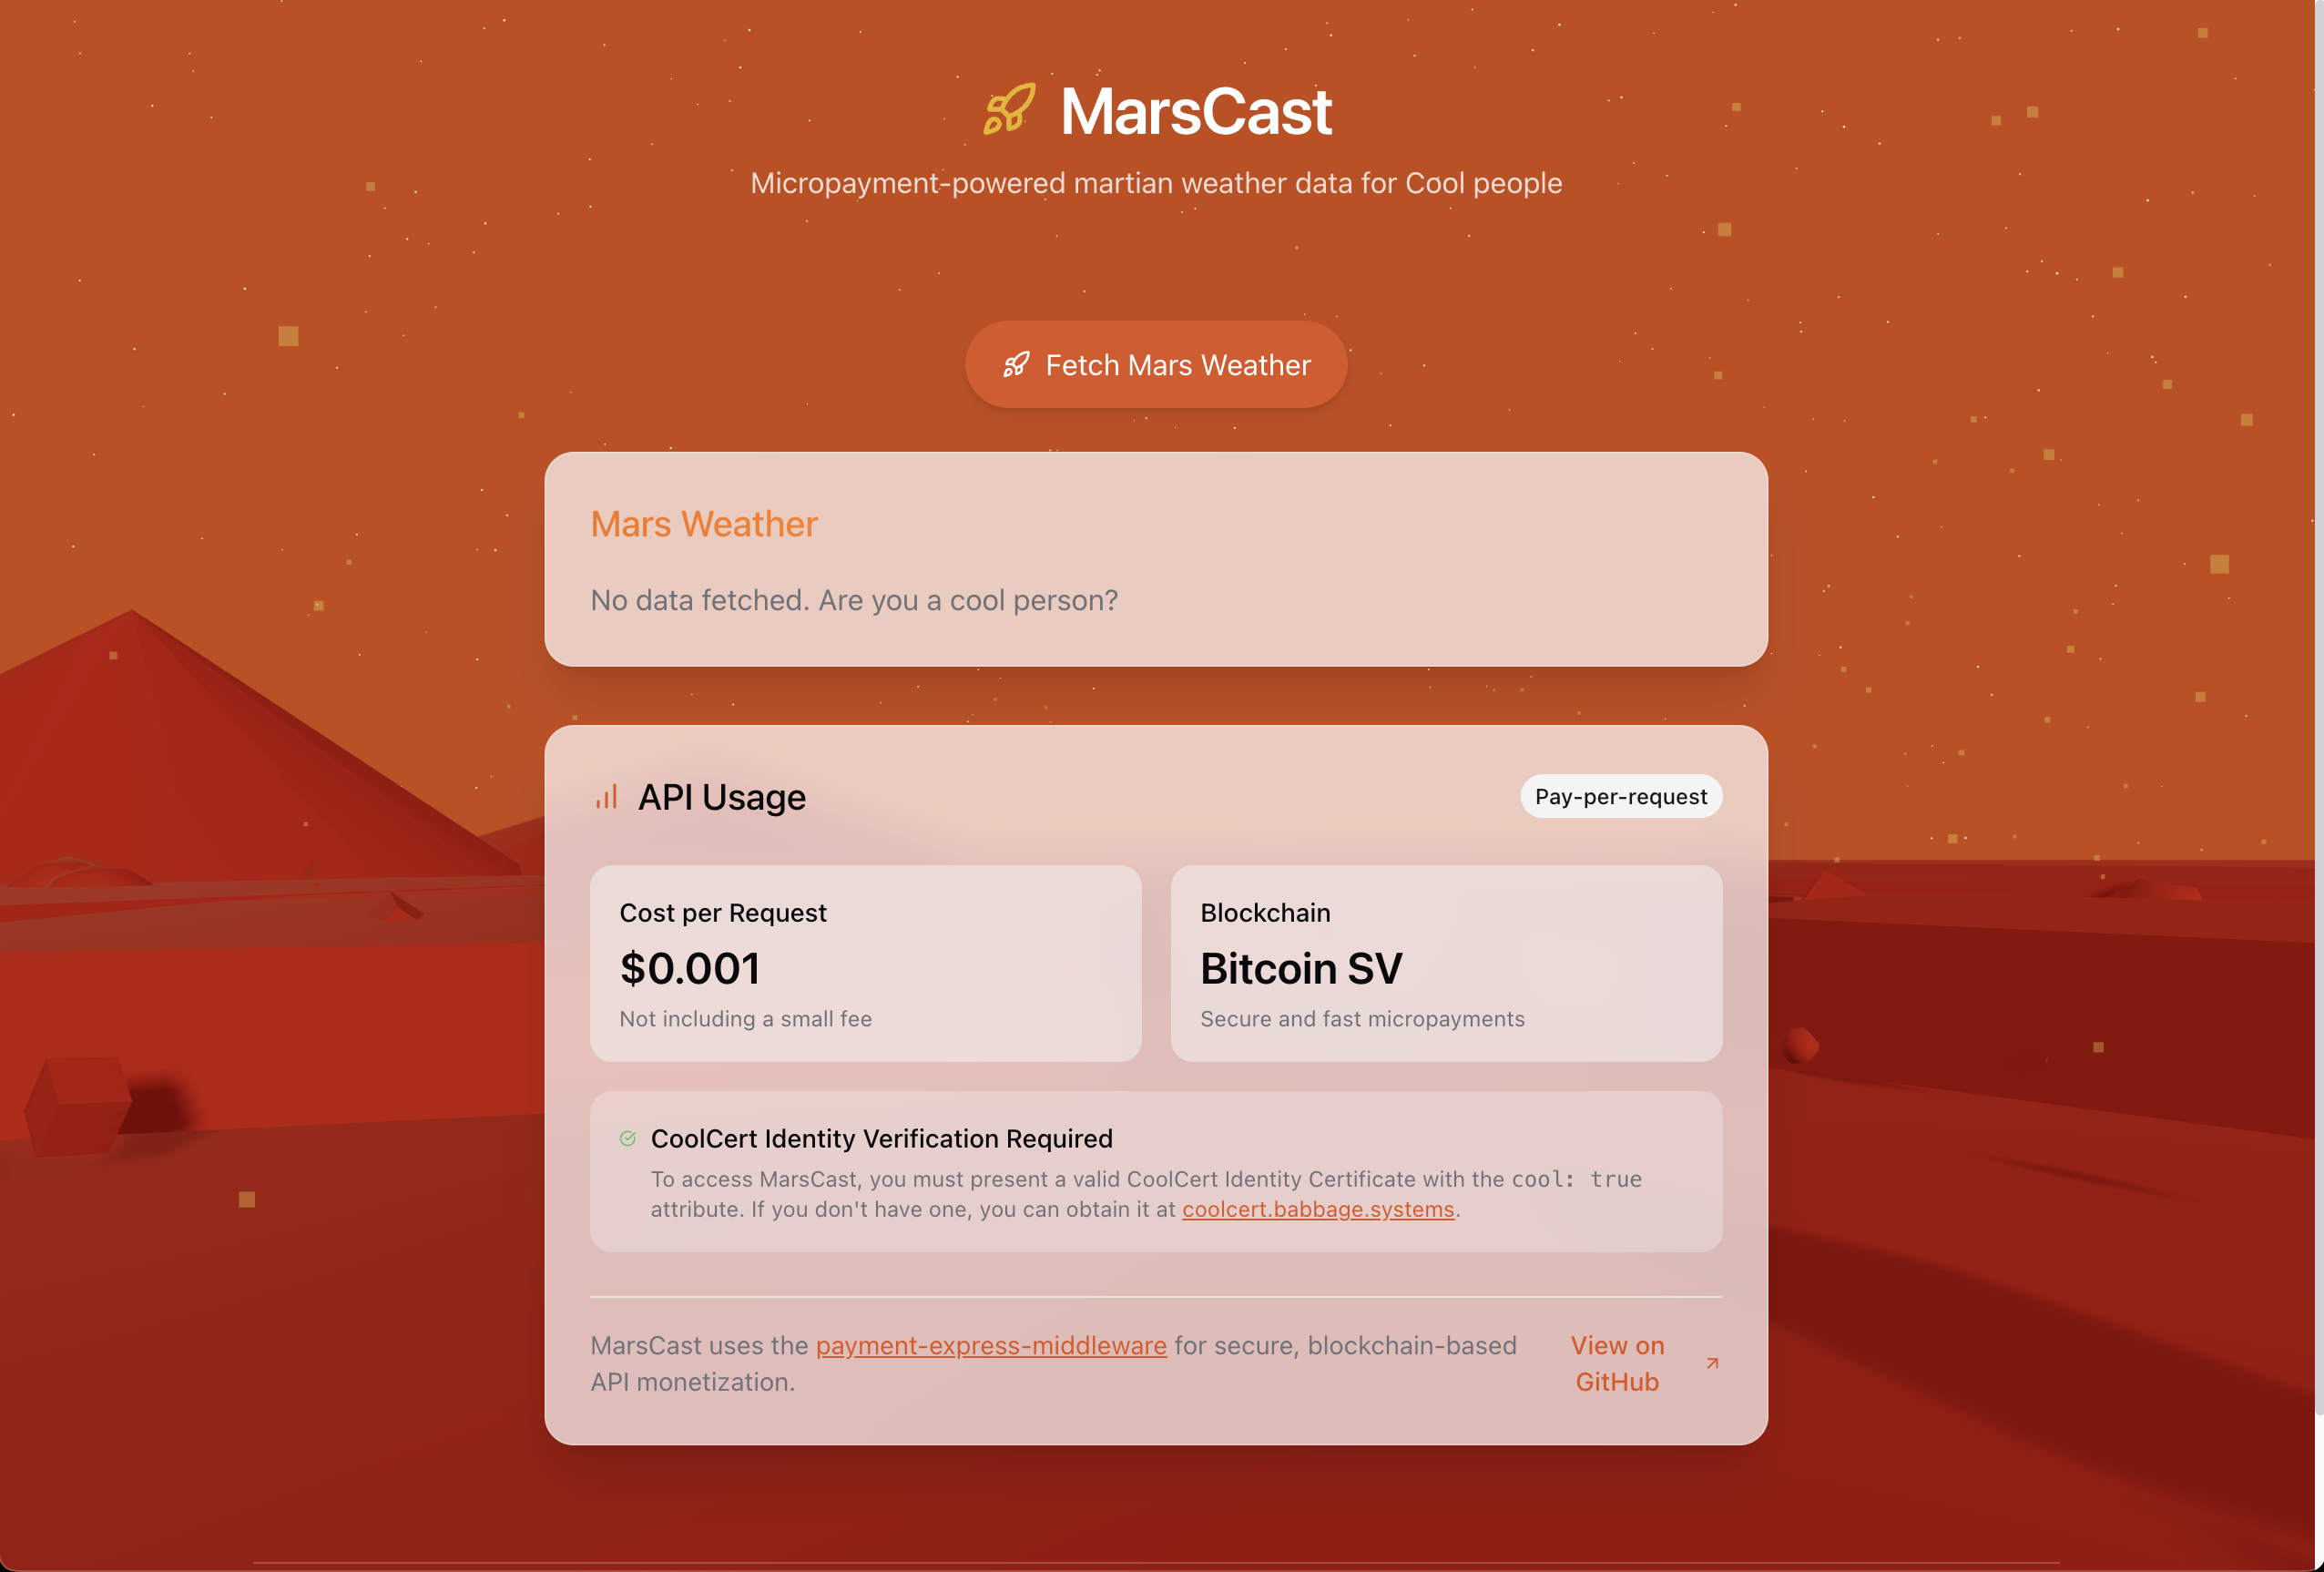 MarsCast
Micropayment-powered martian weather data for Cool people
Fetch Mars Weather
Mars Weather
No data fetched. Are you a cool person?
API Usage
Pay-per-request
Cost per Request
$0.001
Not including a small fee
Blockchain
Bitcoin SV
Secure and fast micropayments
CoolCert Identity Verification Required
To access MarsCast, you must present a valid CoolCert Identity Certificate with the cool: true
attribute. If you don't have one, you can obtain it at coolcert.babbage.systems.
MarsCast uses the payment-express-middleware for secure, blockchain-based
API monetization.
View on
GitHub